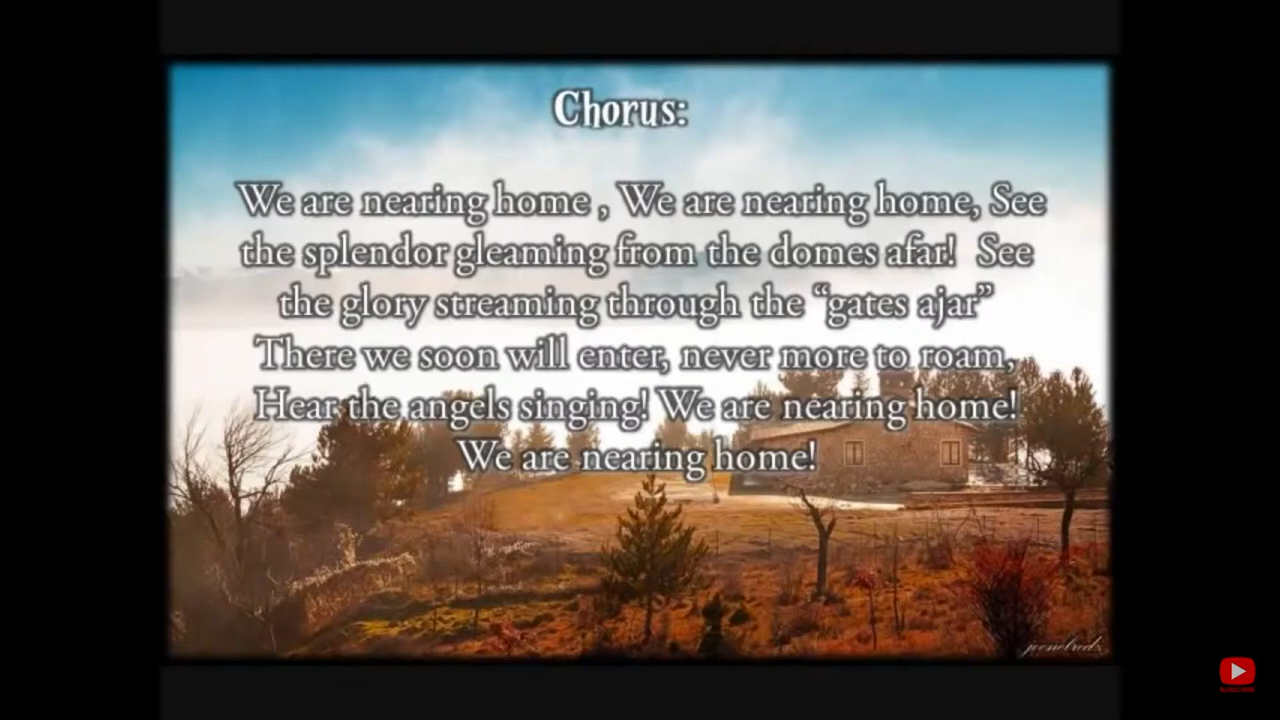 Chorus:
We are nearing home , We are nearing home, See
the splendor gleaming from the domes afar!  See
the glory streaming through the “gates ajar”
There we soon will enter, never more to roam,
Hear the angels singing! We are nearing home!
We are nearing home!
SUBSCRIBE